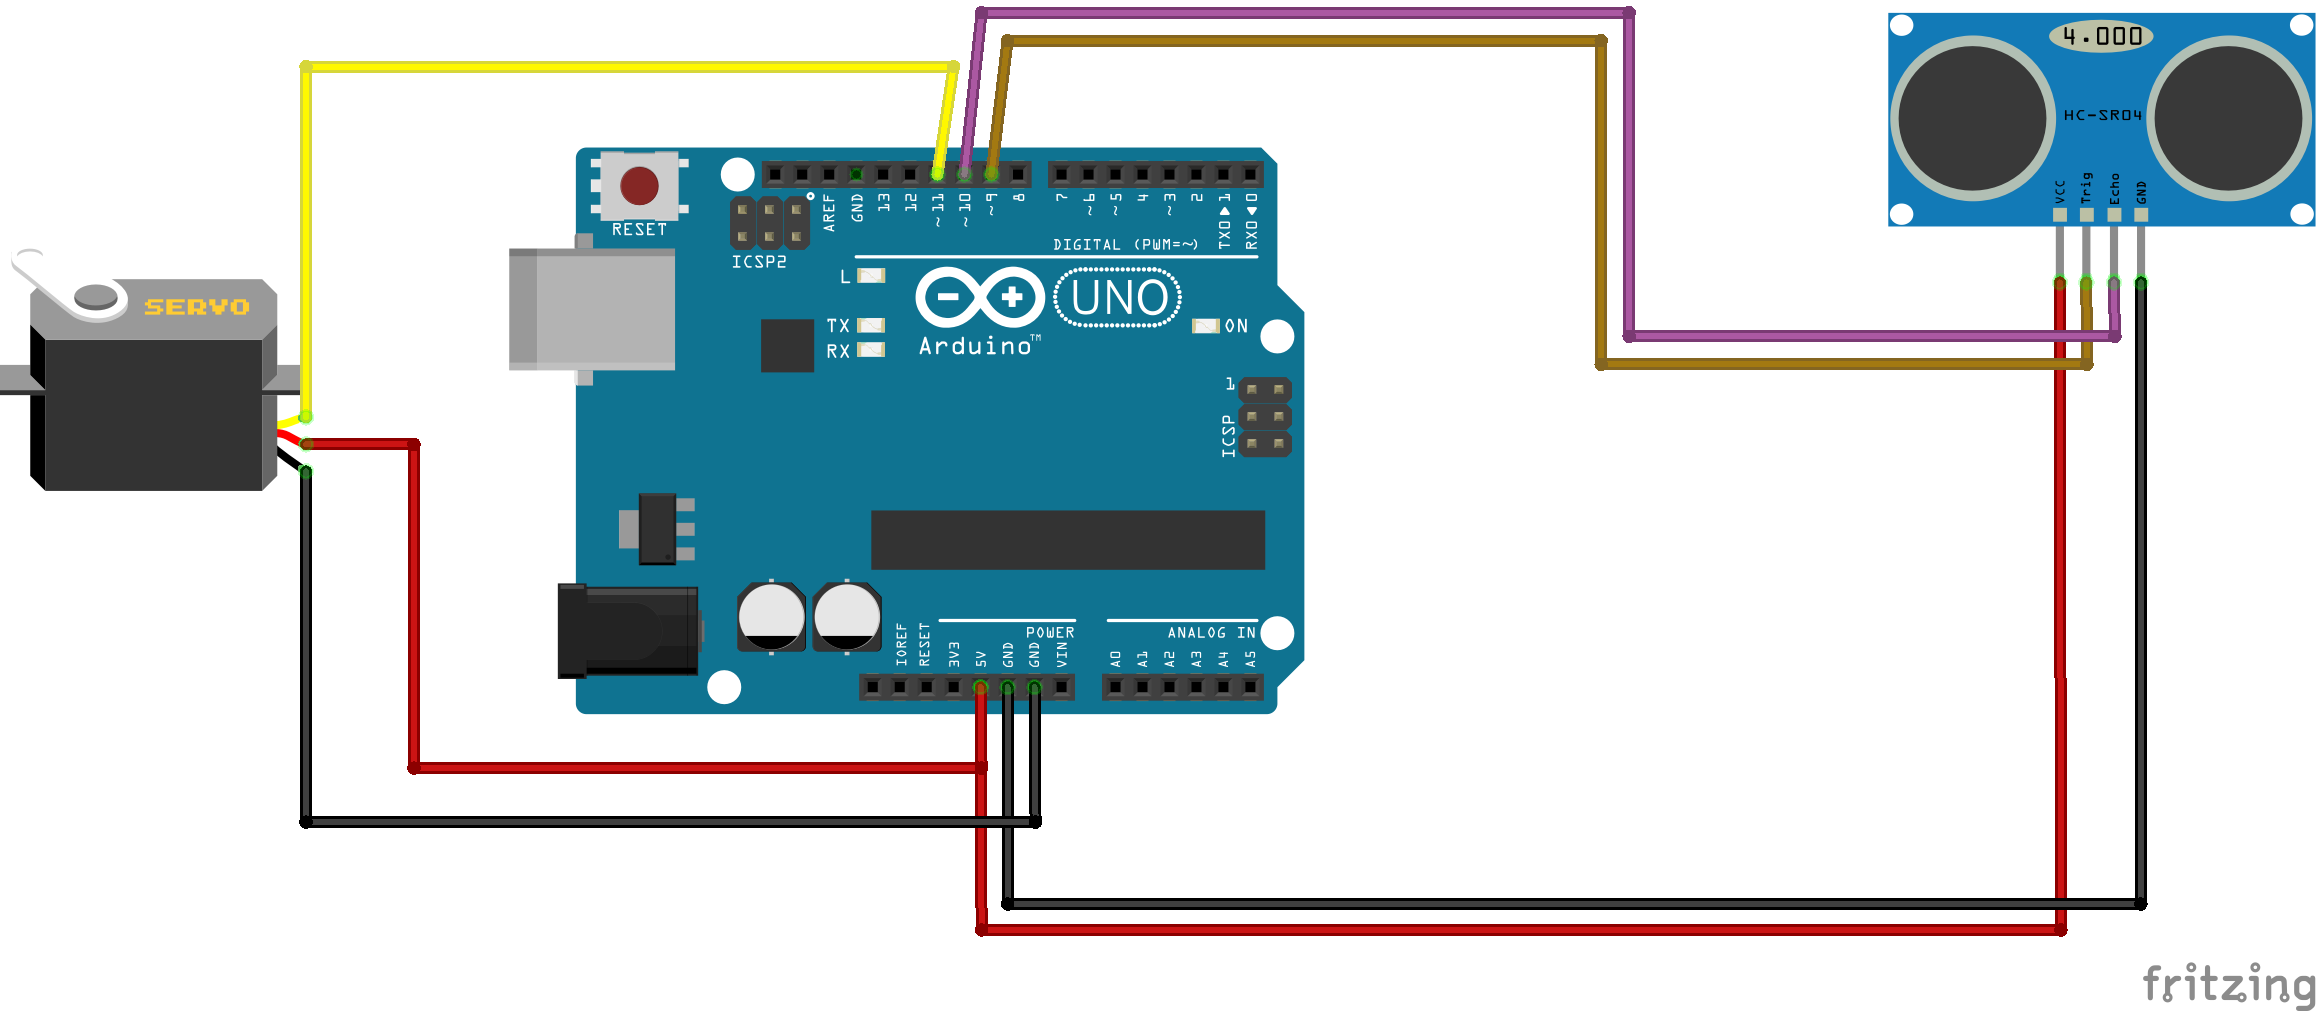 4.000
HC-SR04
VCC
Trig
Echo
GND
AREF
GND
13
12
~11
~10
~9
8
7
~6
~5
4
~3
2
TX0▶1
RX0◀0
RESET
ICSP2
DIGITAL (PWM=~)
L
TX
RX
UNO
Arduino™
ON
SERVO
1
ICSP
POWER
ANALOG IN
IOREF
RESET
3V3
5V
GND
GND
VIN
A0
A1
A2
A3
A4
A5
fritzing